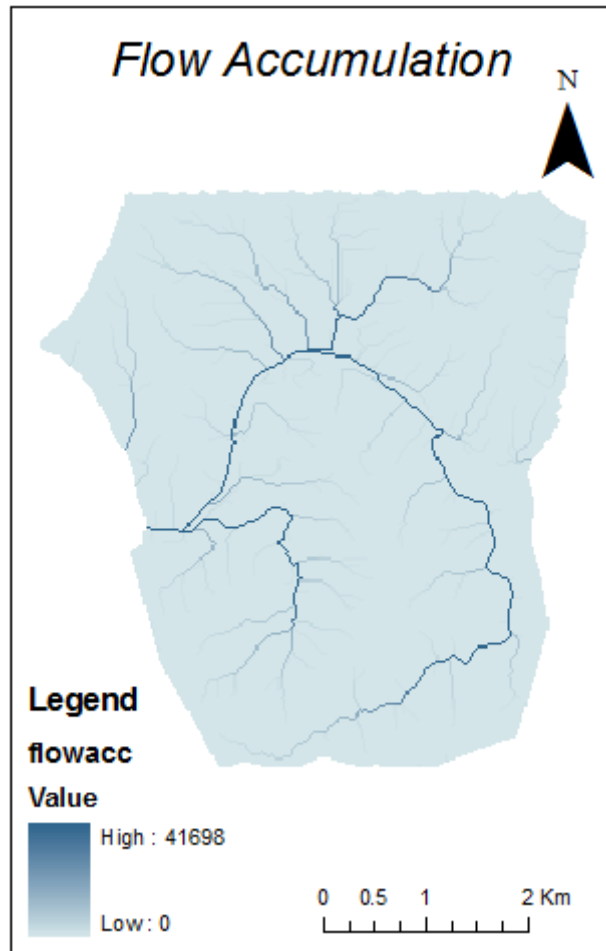 Flow Accumulation
N
Legend
flowacc
Value
High : 41698
Low : 0
0 0.5 1 2 Km